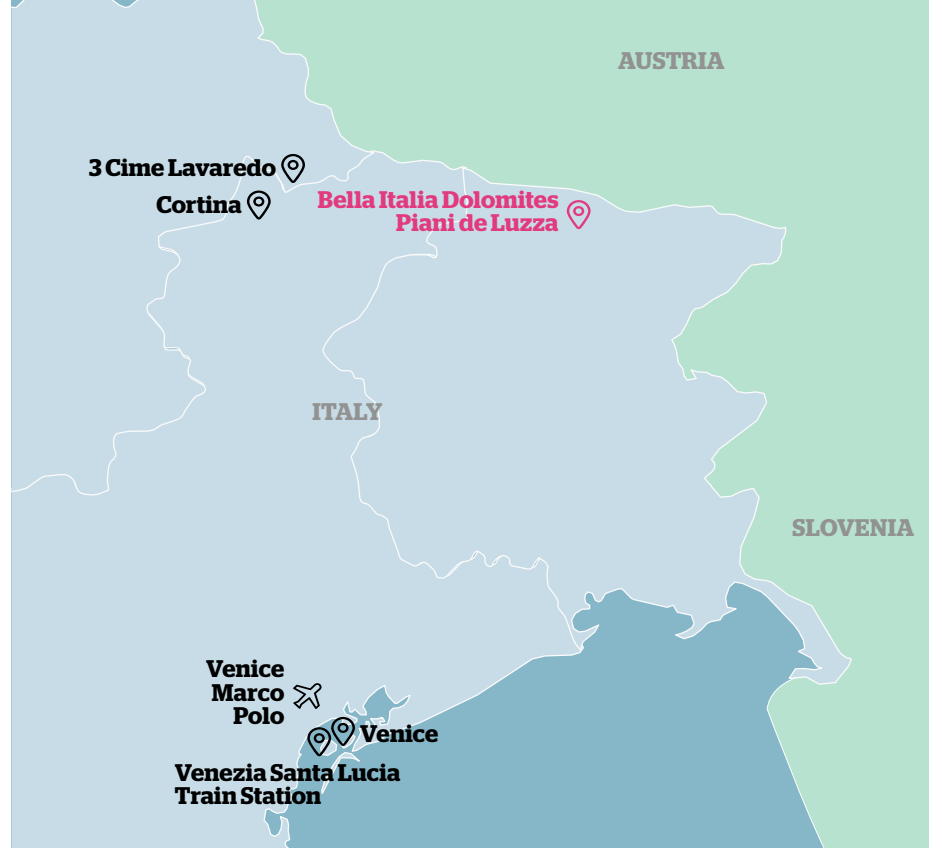 AUSTRIA
3 Cime Lavaredo
Cortina
Bella Italia Dolomites
Piani de Luzza
ITALY
SLOVENIA
Venice
Marco
Polo
Venice
Venezia Santa Lucia
Train Station